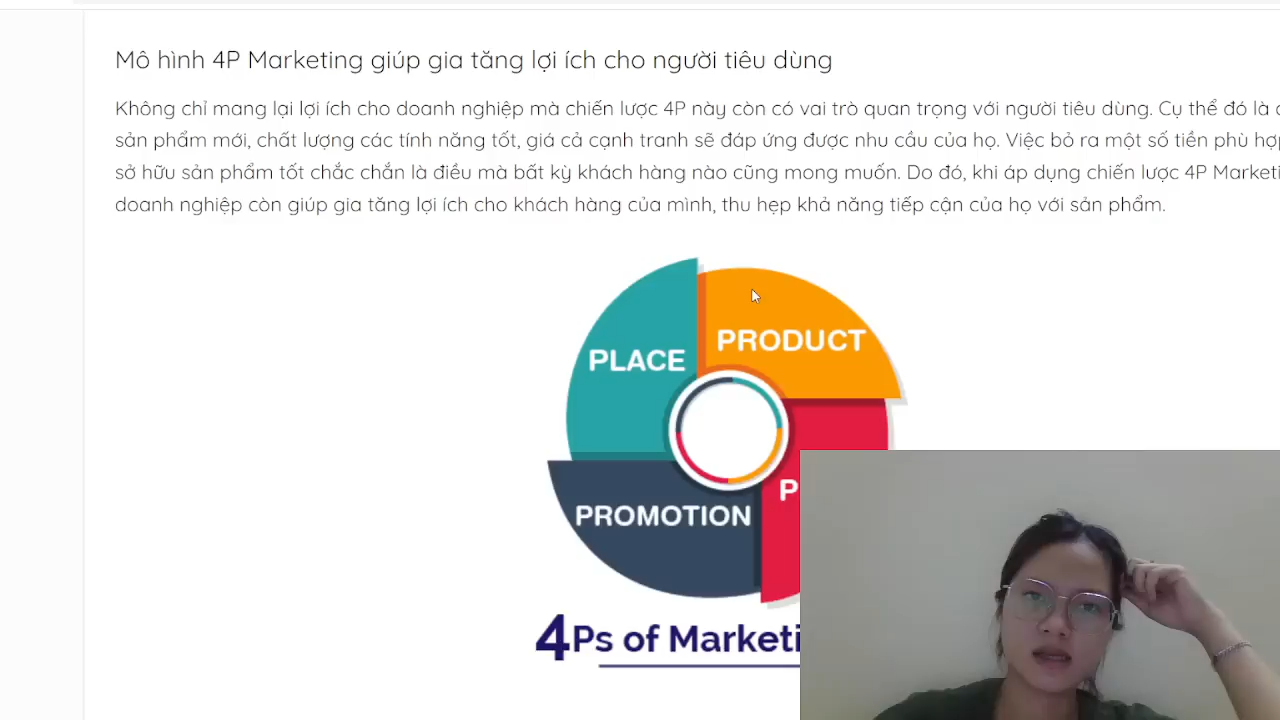 Mô hình 4P Marketing giúp gia tăng lợi ích cho người tiêu dùng
Không chỉ mang lại lợi ích cho doanh nghiệp mà chiến lược 4P này còn có vai trò quan trọng với người tiêu dùng. Cụ thể đó là
sản phẩm mới, chất lượng các tính năng tốt, giá cả cạnh tranh sẽ đáp ứng được nhu cầu của họ. Việc bỏ ra một số tiền phù
sở hữu sản phẩm tốt chắc chắn là điều mà bất kỳ khách hàng nào cũng mong muốn. Do đó, khi áp dụng chiến lược 4P
doanh nghiệp còn giúp gia tăng lợi ích cho khách hàng của mình, thu hẹp khả năng tiếp cận của họ với sản phẩm.
PRODUCT
PLACE
P
PROMOTION
4Ps of